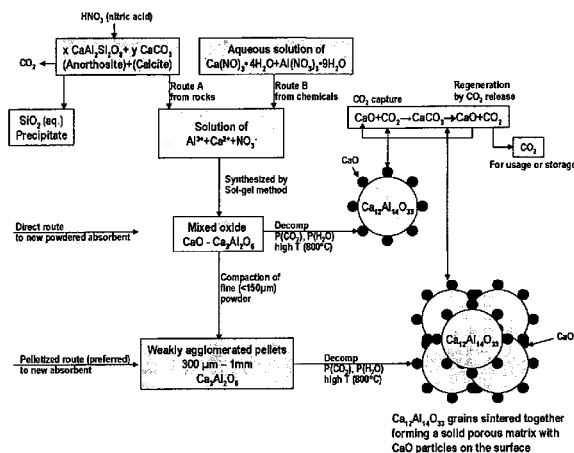 HNO₃ (nitric acid)
x CaAl₂Si₂O₈+ y CaCO₃
(Anorthosite)+(Calcite)
CO₂
SiO₂ (aq.)
Precipitate
Route A
from rocks
Aqueous solution of
Ca(NO)₃•4H₂O+Al(NO₃)₃•9H₂O
Route B
from chemicals
Solution of
Al³⁺+Ca²⁺+NO₃⁻
Synthesized by
Sol-gel method
CO₂ capture
Regeneration
by CO₂ release
CaO+CO₂→CaCO₃→CaO+CO₂
CO₂
For usage or storage
CaO
Ca₁₂Al₁₄O₃₃
Direct route
to new powdered absorbent
Mixed oxide
CaO - Ca₃Al₂O₆
Decomp
P(CO₂), P(H₂O)
high T (800°C)
Compaction of
fine (<150µm)
powder
Pelletized route (preferred)
to new absorbent
Weakly agglomerated pellets
300 µm – 1mm
Ca₃Al₂O₆
Decomp
P(CO₂), P(H₂O)
high T (800°C)
Ca₁₂Al₁₄O₃₃
CaO
Ca₁₂Al₁₄O₃₃ grains sintered together
forming a solid porous matrix with
CaO particles on the surface